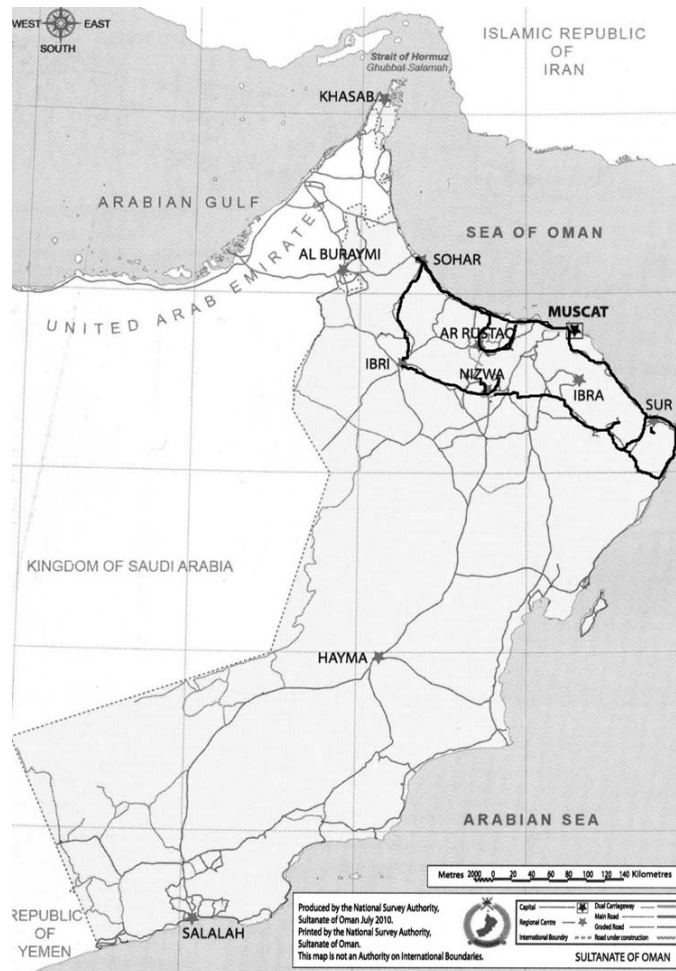 WEST
EAST
SOUTH
ISLAMIC REPUBLIC
OF
IRAN
Strait of Hormuz
Ghubbat Salamah
KHASAB
ARABIAN GULF
SEA OF OMAN
AL BURAYMI
SOHAR
UNITED ARAB EMIRATES
MUSCAT
AR RUSTAQ
IBRI
NIZWA
IBRA
SUR
KINGDOM OF SAUDI ARABIA
HAYMA
ARABIAN SEA
Metres 2000 0 20 40 60 80 100 120 140 Kilometres
REPUBLIC
OF
YEMEN
SALALAH
Produced by the National Survey Authority,
Sultanate of Oman July 2010.
Printed by the National Survey Authority,
Sultanate of Oman.
This map is not an Authority on International Boundaries.
Capital
Regional Centre
International Boundry
Dual Carriageway
Main Road
Graded Road
Road under construction
SULTANATE OF OMAN